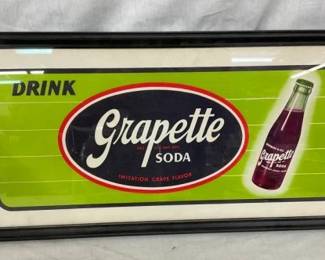 DRINK
Grapette
SODA
IMITATION GRAPE FLAVOR
Grapette
SODA